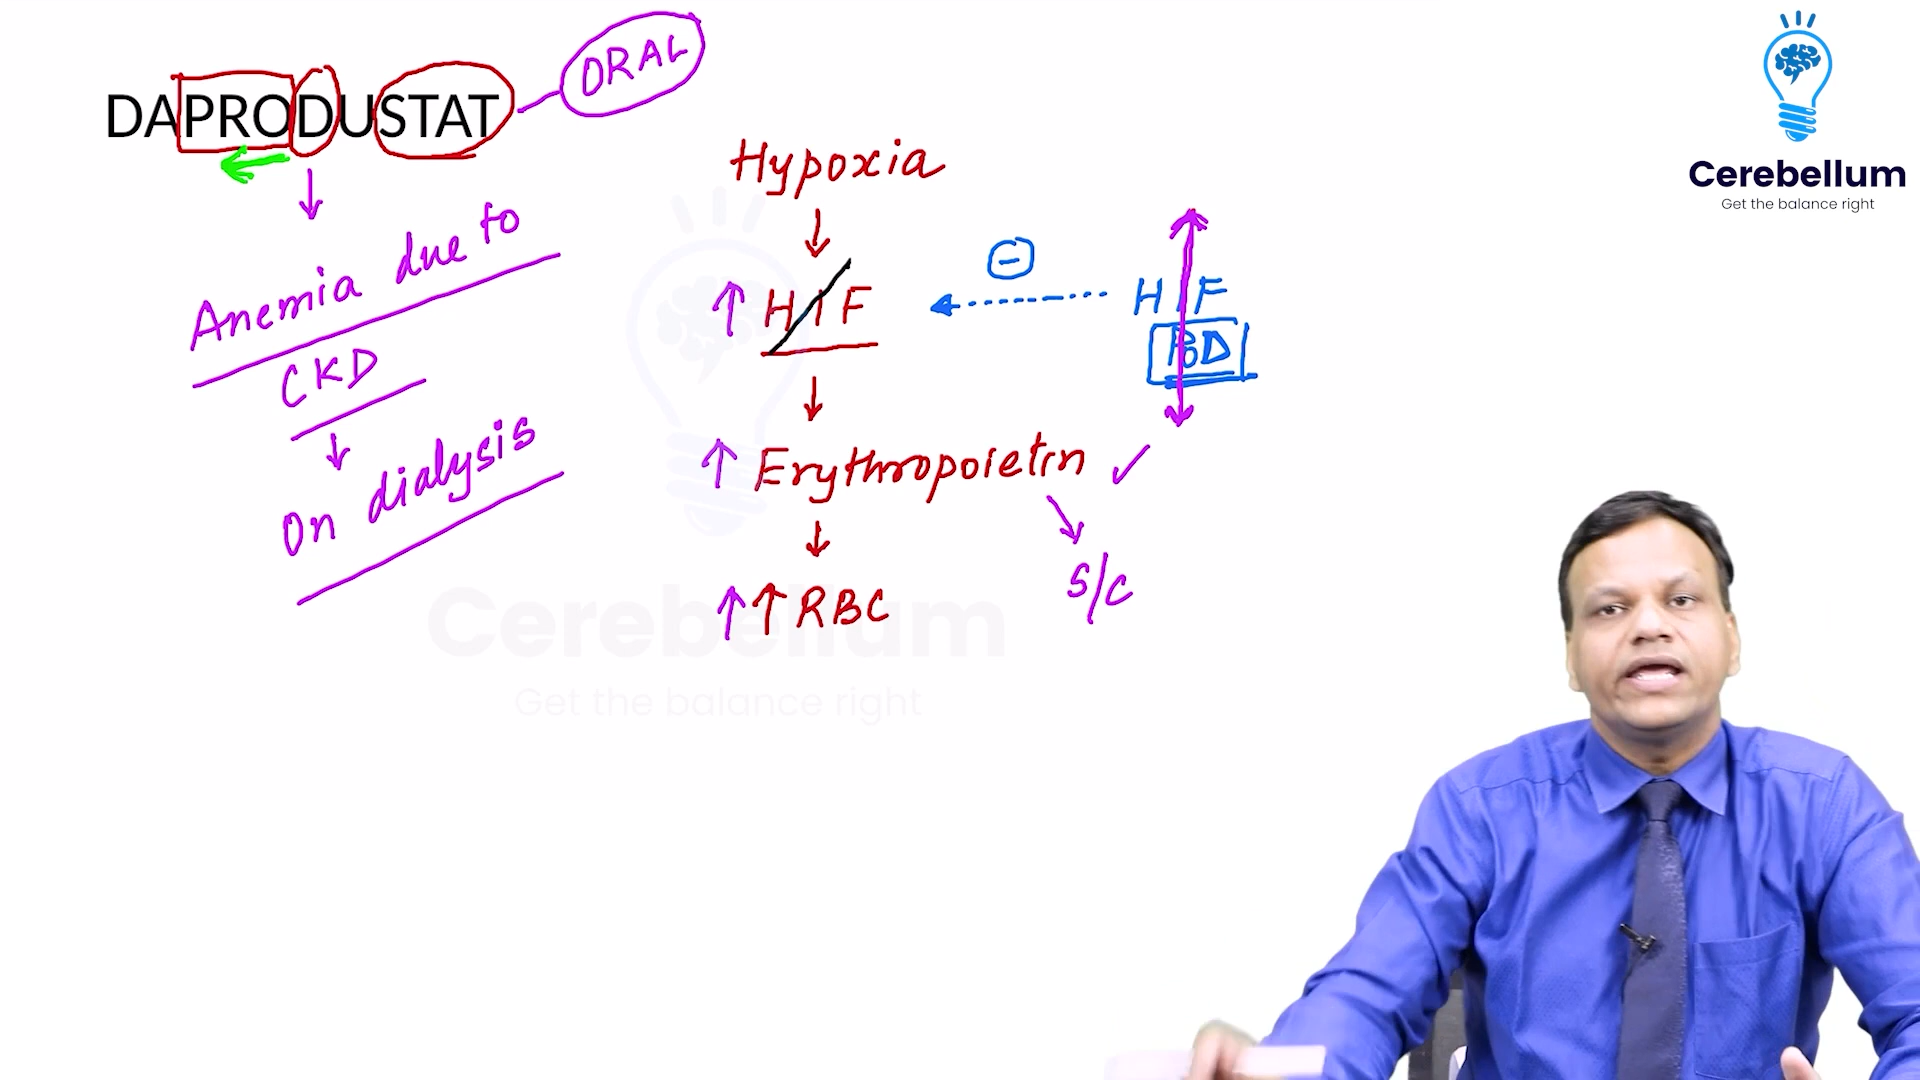 DAPRODUSTAT
ORAL
Anemia due to
CKD
On dialysis
Hypoxia
↑ HIF
↑ Erythropoietin ✓
S/C
↑↑ RBC
HIF
PD
Cerebellum
Get the balance right
Cerebellum
Get the balance right